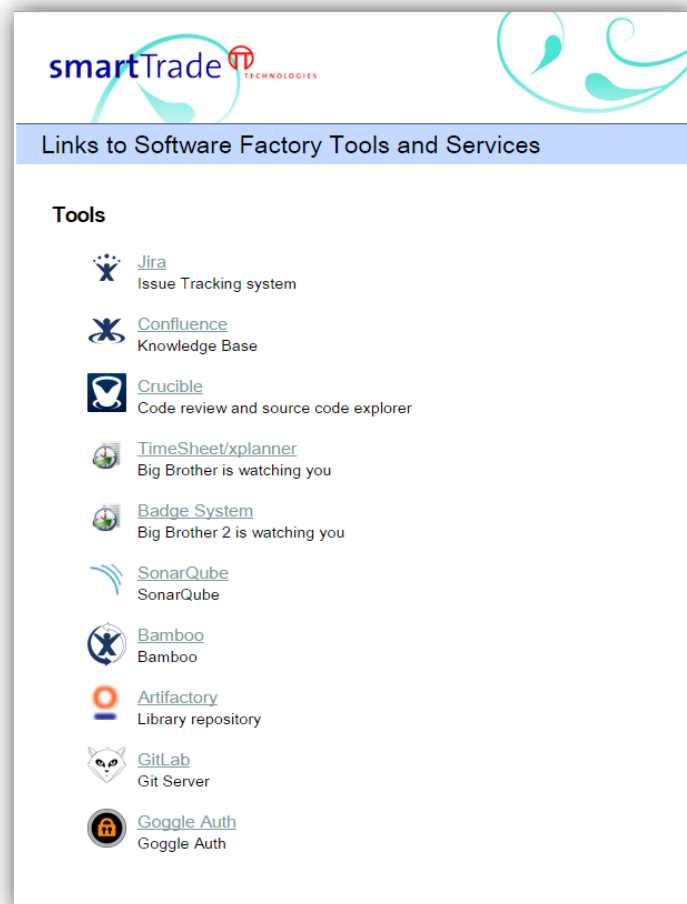 smartTrade
TECHNOLOGIES
Links to Software Factory Tools and Services
Tools
Jira
Issue Tracking system
Confluence
Knowledge Base
Crucible
Code review and source code explorer
TimeSheet/xplanner
Big Brother is watching you
Badge System
Big Brother 2 is watching you
SonarQube
SonarQube
Bamboo
Bamboo
Artifactory
Library repository
GitLab
Git Server
Goggle Auth
Goggle Auth